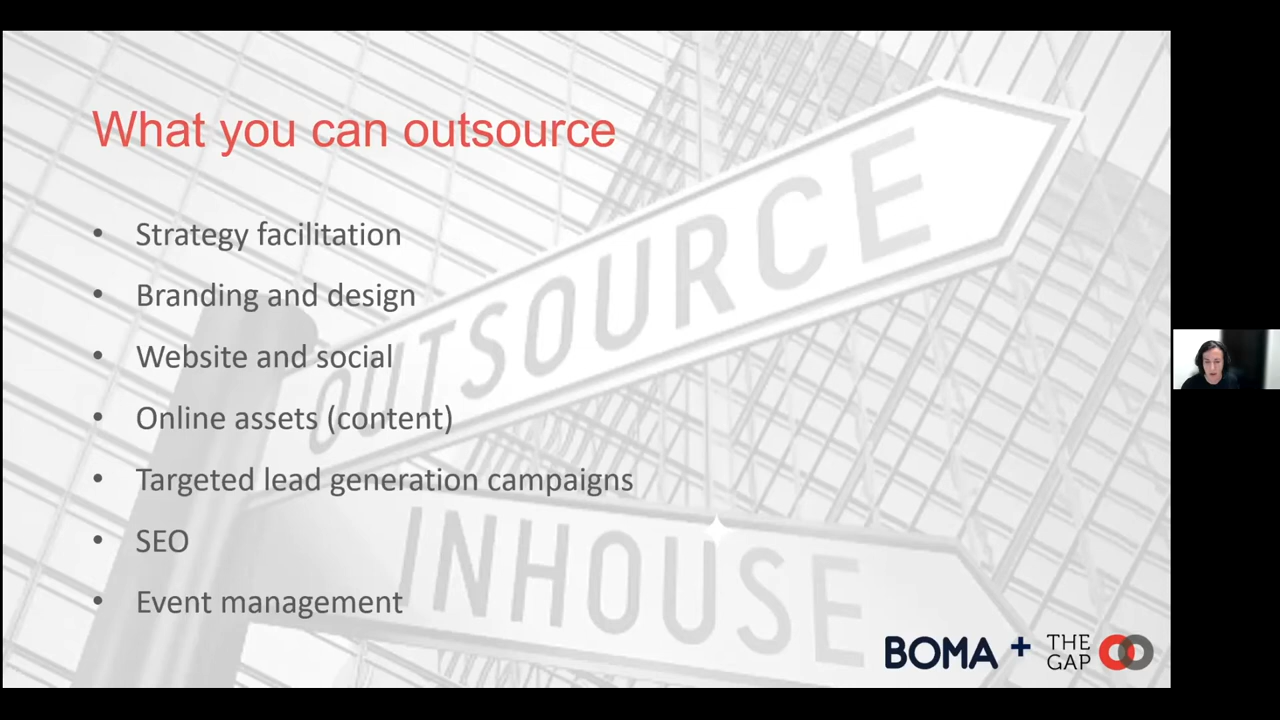 What you can outsource
• Strategy facilitation
• Branding and design
• Website and social
• Online assets (content)
• Targeted lead generation campaigns
• SEO
• Event management
OUTSOURCE
INHOUSE
BOMA + THE
GAP